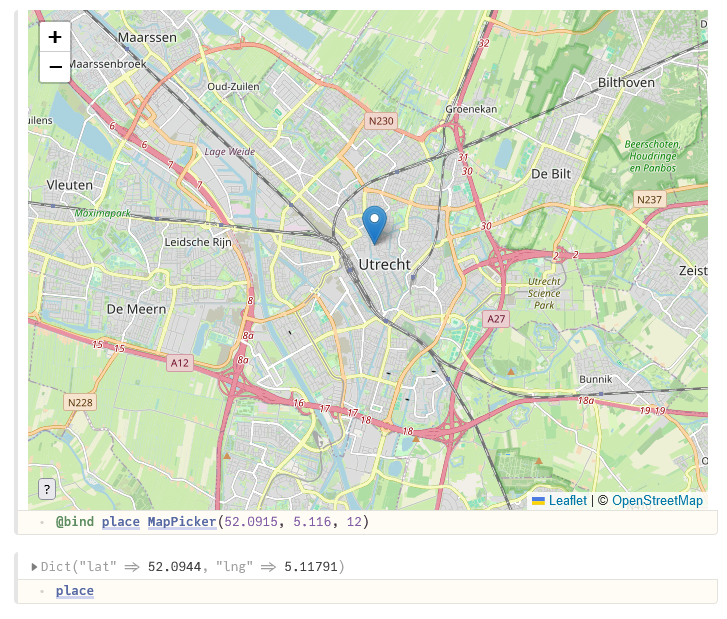 +
−
Maarssen
Maarssenbroek
Oud-Zuilen
32
Bilthoven
Groenekan
N230
uilens
6
6
7
7
Lage Weide
31
30
Beerschoten,
Houdringe
en Panbos
De Bilt
Vleuten
N237
Máximapark
30
Leidsche Rijn
Utrecht
2
2
Zeist
Utrecht
Science
Park
De Meern
8
A27
8a
15
15
8a
A12
Bunnik
N228
16
17
17
18
18
18a
19
19
O
D
?
Leaflet | © OpenStreetMap
@bind place MapPicker(52.0915, 5.116, 12)
Dict("lat" ⇒ 52.0944, "lng" ⇒ 5.11791)
place